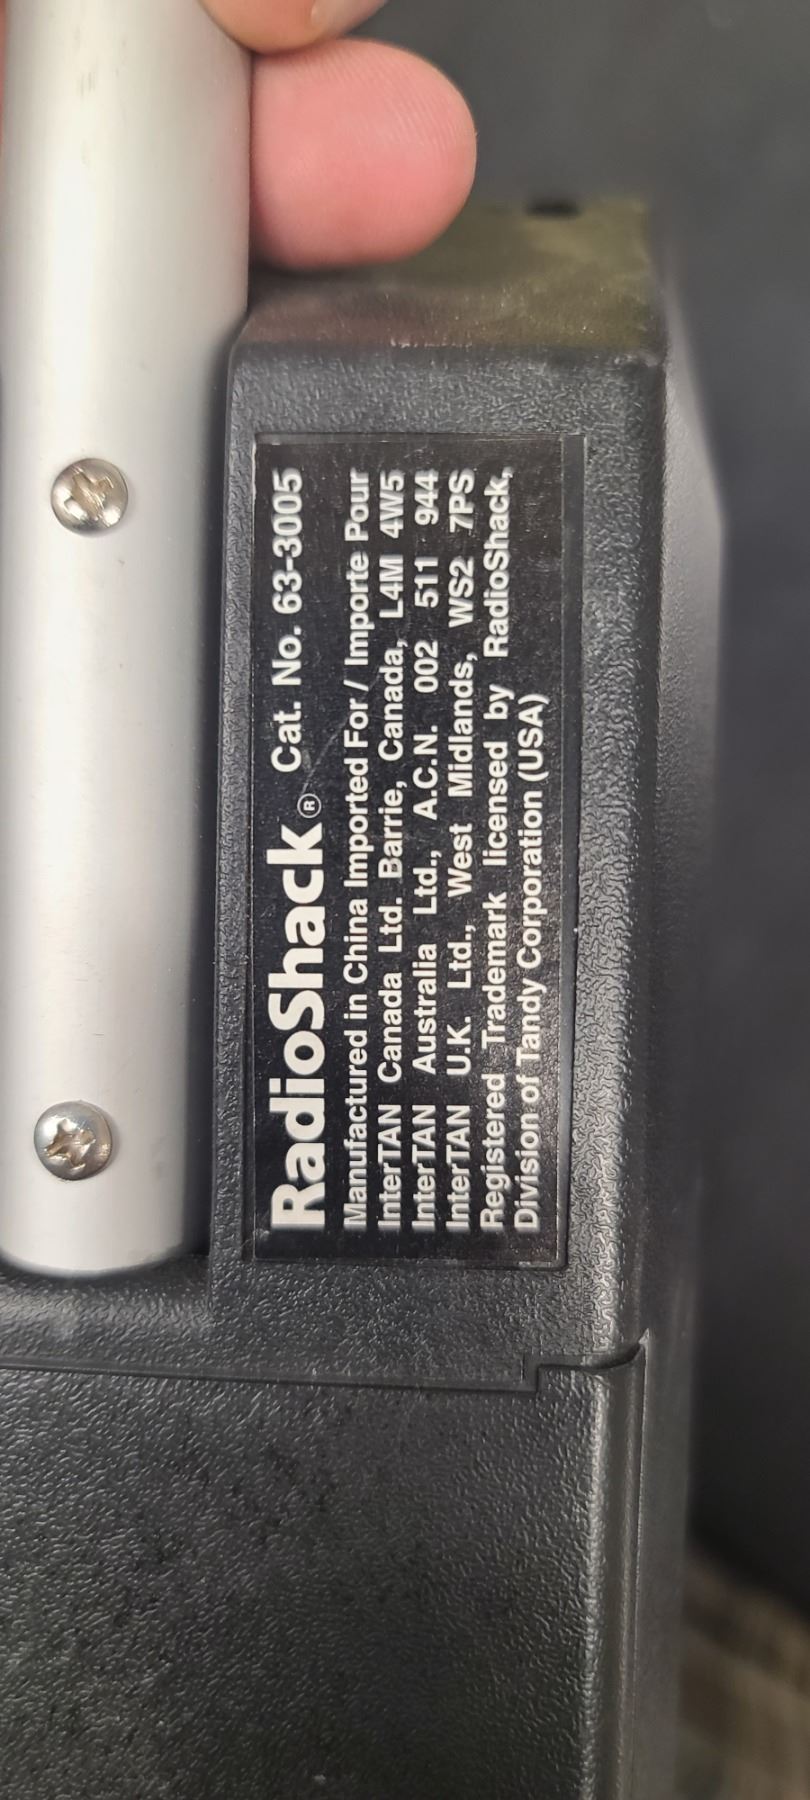 RadioShack® Cat. No. 63-3005
Manufactured in China Imported For / Importe Pour
InterTAN Canada Ltd. Barrie, Canada, L4M 4W5
InterTAN Australia Ltd., A.C.N. 002 511 944
InterTAN U.K. Ltd., West Midlands, WS2 7PS
Registered Trademark licensed by RadioShack,
Division of Tandy Corporation (USA)